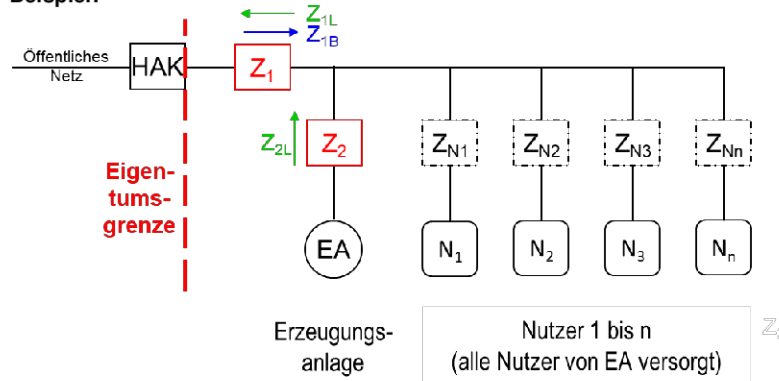 Beispiel:
Z1L
Z1B
Öffentliches
Netz
HAK
Z1
Z2L
Z2
ZN1
ZN2
ZN3
ZNn
Eigen-
tums-
grenze
EA
N1
N2
N3
Nn
Erzeugungs-
anlage
Nutzer 1 bis n
(alle Nutzer von EA versorgt)